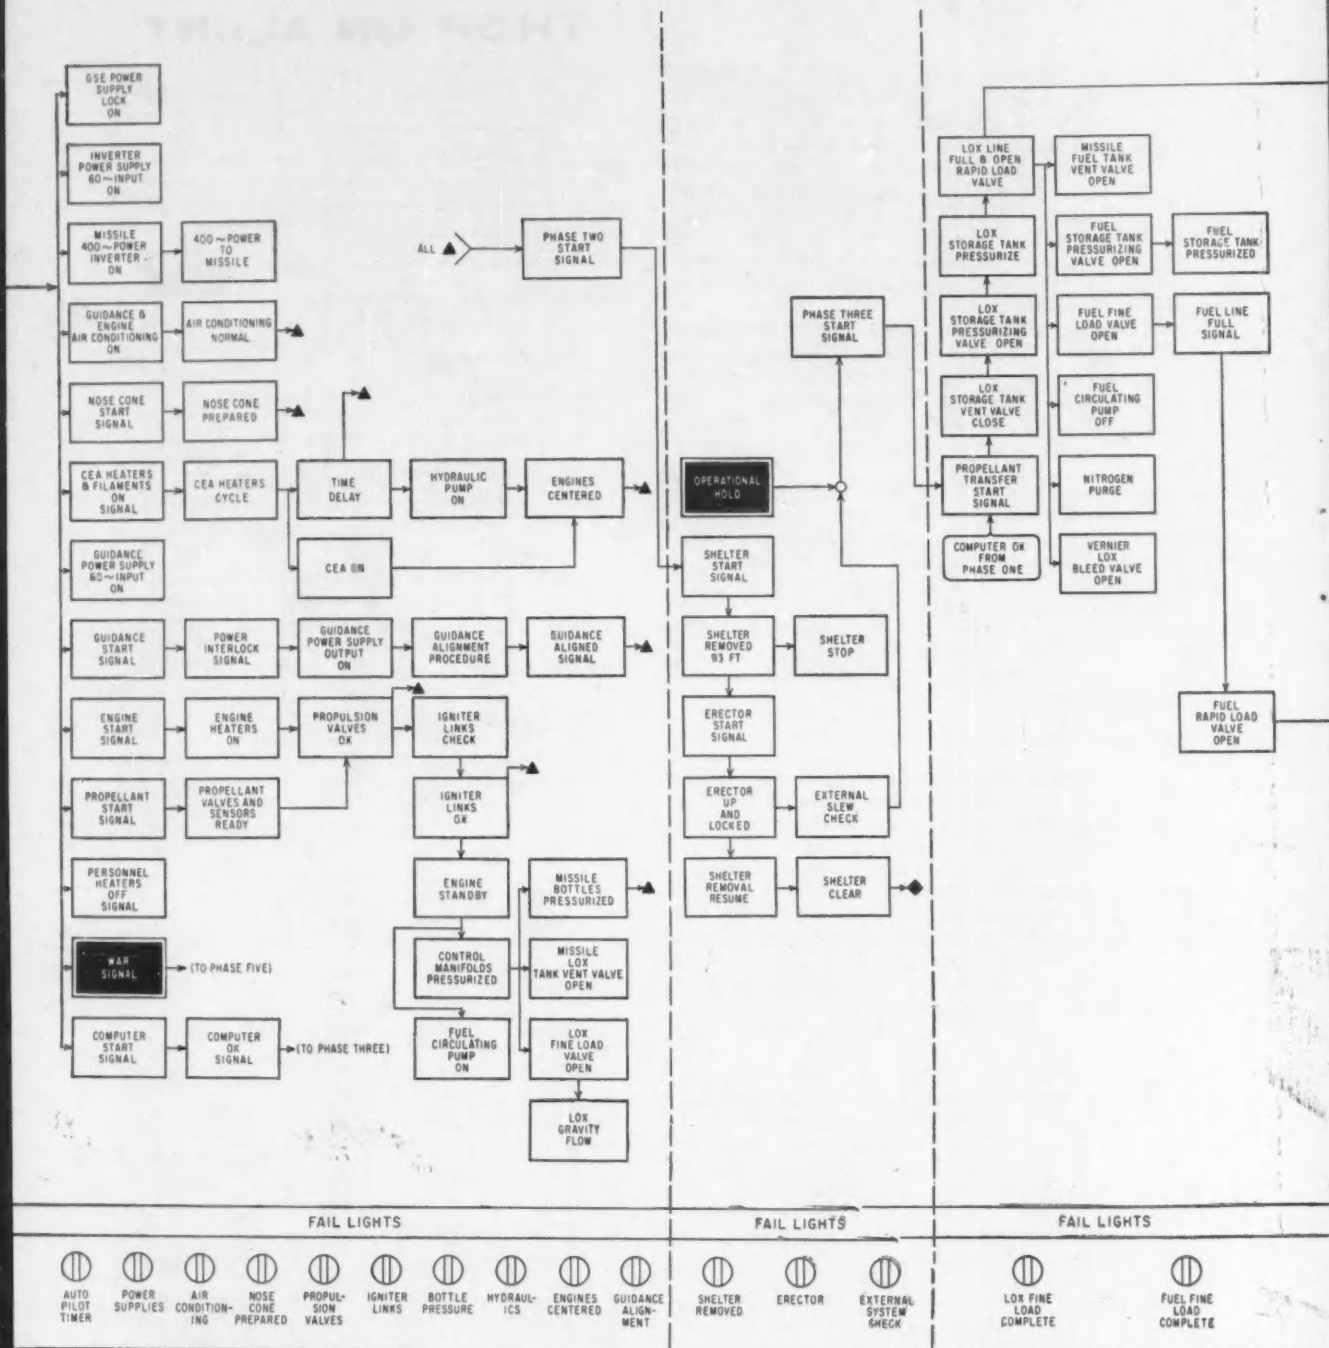 GSE POWER
SUPPLY
LOCK
ON
INVERTER
POWER SUPPLY
60~INPUT
ON
MISSILE
400~POWER
INVERTER
ON
400~POWER
TO
MISSILE
GUIDANCE &
ENGINE
AIR CONDITIONING
ON
AIR CONDITIONING
NORMAL
NOSE CONE
START
SIGNAL
NOSE CONE
PREPARED
CEA HEATERS
& FILAMENTS
ON
SIGNAL
CEA HEATERS
CYCLE
TIME
DELAY
HYDRAULIC
PUMP
ON
ENGINES
CENTERED
CEA ON
GUIDANCE
POWER SUPPLY
60~INPUT
ON
GUIDANCE
START
SIGNAL
POWER
INTERLOCK
SIGNAL
GUIDANCE
POWER SUPPLY
OUTPUT
ON
GUIDANCE
ALIGNMENT
PROCEDURE
GUIDANCE
ALIGNED
SIGNAL
ENGINE
START
SIGNAL
ENGINE
HEATERS
ON
PROPULSION
VALVES
OK
IGNITER
LINKS
CHECK
PROPELLANT
START
SIGNAL
PROPELLANT
VALVES AND
SENSORS
READY
IGNITER
LINKS
OK
PERSONNEL
HEATERS
OFF
SIGNAL
ENGINE
STANDBY
MISSILE
BOTTLES
PRESSURIZED
WAR
SIGNAL
(TO PHASE FIVE)
CONTROL
MANIFOLDS
PRESSURIZED
MISSILE
LOX
TANK VENT VALVE
OPEN
COMPUTER
START
SIGNAL
COMPUTER
OK
SIGNAL
(TO PHASE THREE)
FUEL
CIRCULATING
PUMP
ON
LOX
FINE LOAD
VALVE
OPEN
LOX
GRAVITY
FLOW
ALL
PHASE TWO
START
SIGNAL
PHASE THREE
START
SIGNAL
OPERATIONAL
HOLD
SHELTER
START
SIGNAL
SHELTER
REMOVED
93 FT
SHELTER
STOP
ERECTOR
START
SIGNAL
ERECTOR
UP
AND
LOCKED
EXTERNAL
SLEW
CHECK
SHELTER
REMOVAL
RESUME
SHELTER
CLEAR
LOX LINE
FULL & OPEN
RAPID LOAD
VALVE
MISSILE
FUEL TANK
VENT VALVE
OPEN
LOX
STORAGE TANK
PRESSURIZE
FUEL
STORAGE TANK
PRESSURIZING
VALVE OPEN
FUEL
STORAGE TANK
PRESSURIZED
LOX
STORAGE TANK
PRESSURIZING
VALVE OPEN
FUEL FINE
LOAD VALVE
OPEN
FUEL LINE
FULL
SIGNAL
LOX
STORAGE TANK
VENT VALVE
CLOSE
FUEL
CIRCULATING
PUMP
OFF
PROPELLANT
TRANSFER
START
SIGNAL
NITROGEN
PURGE
COMPUTER OK
FROM
PHASE ONE
VERNIER
LOX
BLEED VALVE
OPEN
FUEL
RAPID LOAD
VALVE
OPEN
FAIL LIGHTS
FAIL LIGHTS
FAIL LIGHTS
AUTO
PILOT
TIMER
POWER
SUPPLIES
AIR
CONDITION-
ING
NOSE
CONE
PREPARED
PROPUL-
SION
VALVES
IGNITER
LINKS
BOTTLE
PRESSURE
HYDRAUL-
ICS
ENGINES
CENTERED
GUIDANCE
ALIGN-
MENT
SHELTER
REMOVED
ERECTOR
EXTERNAL
SYSTEM
CHECK
LOX FINE
LOAD
COMPLETE
FUEL FINE
LOAD
COMPLETE